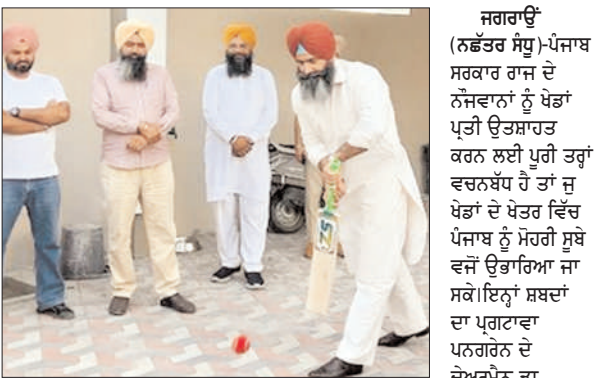 ਜਗਰਾਉਂ
(ਨਛੱਤਰ ਸੰਧੂ)-ਪੰਜਾਬ
ਸਰਕਾਰ ਰਾਜ ਦੇ
ਨੌਜਵਾਨਾਂ ਨੂੰ ਖੇਡਾਂ
ਪ੍ਰਤੀ ਉਤਸ਼ਾਹਤ
ਕਰਨ ਲਈ ਪੂਰੀ ਤਰ੍ਹਾਂ
ਵਚਨਬੱਧ ਹੈ ਤਾਂ ਜੁ
ਖੇਡਾਂ ਦੇ ਖੇਤਰ ਵਿੱਚ
ਪੰਜਾਬ ਨੂੰ ਮੋਹਰੀ ਸੂਬੇ
ਵਜੋਂ ਉਭਾਰਿਆ ਜਾ
ਸਕੇ।ਇਨ੍ਹਾਂ ਸ਼ਬਦਾਂ
ਦਾ ਪ੍ਰਗਟਾਵਾ
ਪਨਗਰੇਨ ਦੇ